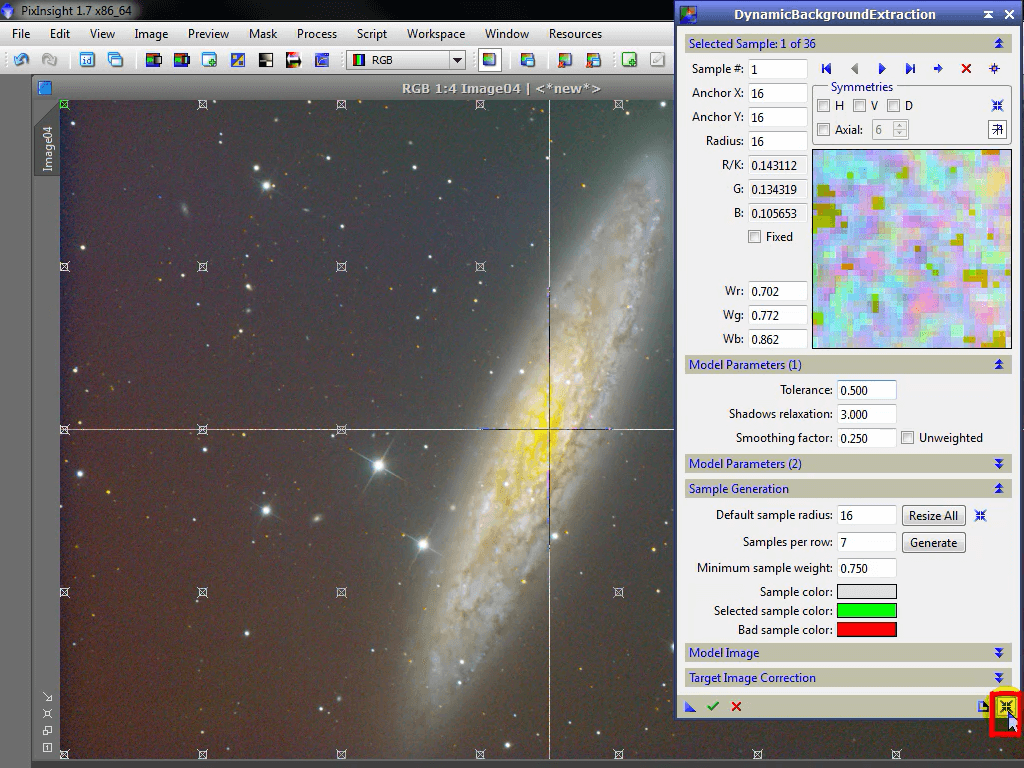 PixInsight 1.7 x86_64
File Edit View Image Preview Mask Process Script Workspace Window Resources
RGB
RGB 1:4 Image04 | <*new*>
Image04
DynamicBackgroundExtraction
Selected Sample: 1 of 36
Sample #: 1
Anchor X: 16
Anchor Y: 16
Radius: 16
R/K: 0.143112
G: 0.134319
B: 0.105653
Fixed
Wr: 0.702
Wg: 0.772
Wb: 0.862
Symmetries
H V D
Axial: 6
Model Parameters (1)
Tolerance: 0.500
Shadows relaxation: 3.000
Smoothing factor: 0.250 Unweighted
Model Parameters (2)
Sample Generation
Default sample radius: 16 Resize All
Samples per row: 7 Generate
Minimum sample weight: 0.750
Sample color:
Selected sample color:
Bad sample color:
Model Image
Target Image Correction